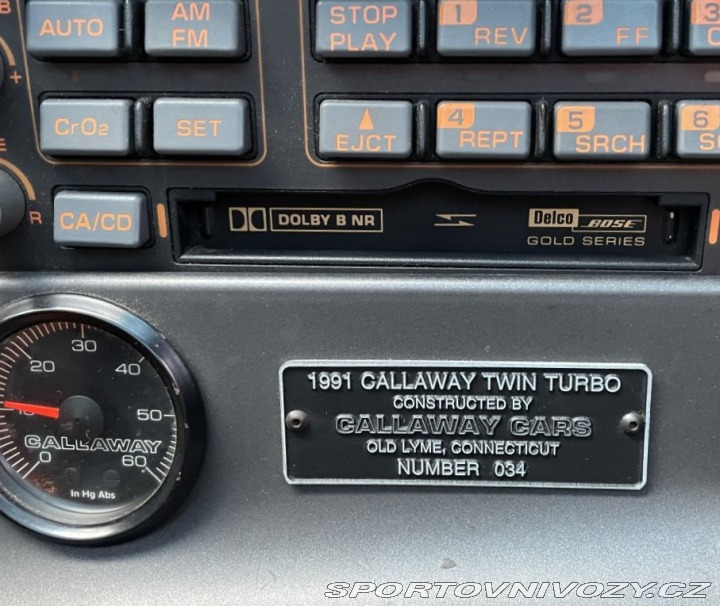 B
AUTO
AM
FM
STOP
PLAY
1
REV
2
FF
3
+
CrO2
SET
EJCT
4
REPT
5
SRCH
6
E
R
CA/CD
DOLBY B NR
Delco
BOSE
GOLD SERIES
30
20
40
50
CALLAWAY
0
60
In Hg Abs
1991 CALLAWAY TWIN TURBO
CONSTRUCTED BY
CALLAWAY CARS
OLD LYME, CONNECTICUT
NUMBER 034
SPORTOVNIVOZY.CZ